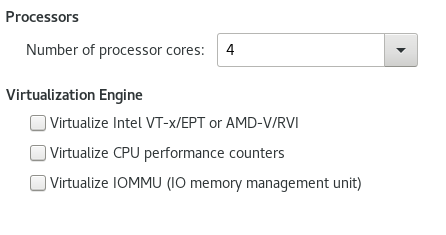 Processors
Number of processor cores: 4
Virtualization Engine
Virtualize Intel VT-x/EPT or AMD-V/RVI
Virtualize CPU performance counters
Virtualize IOMMU (IO memory management unit)